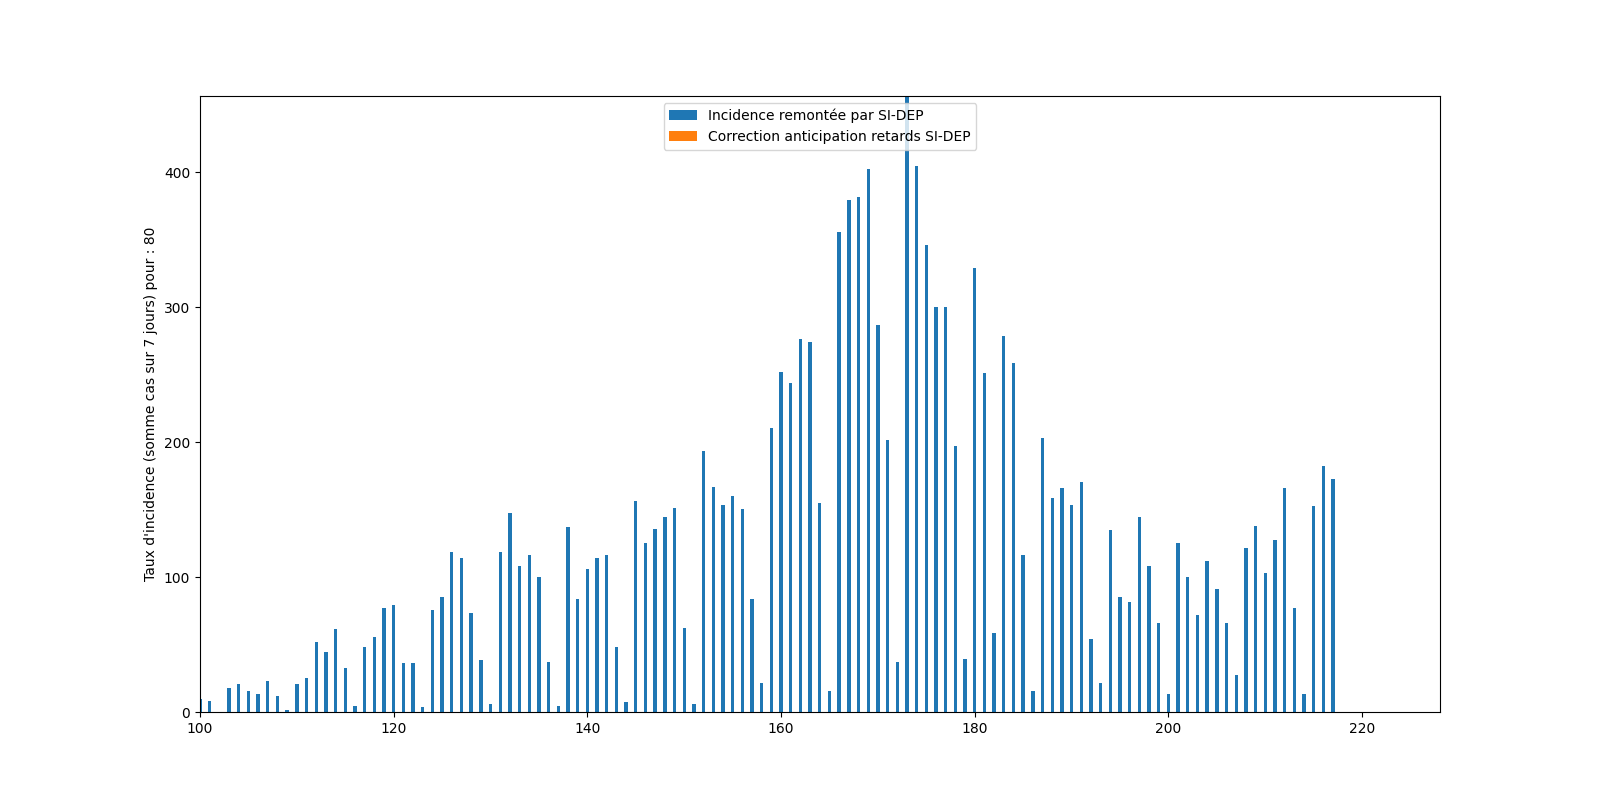 Incidence remontée par SI-DEP
Correction anticipation retards SI-DEP
Taux d'incidence (somme cas sur 7 jours) pour : 80
400
300
200
100
0
100 120 140 160 180 200 220